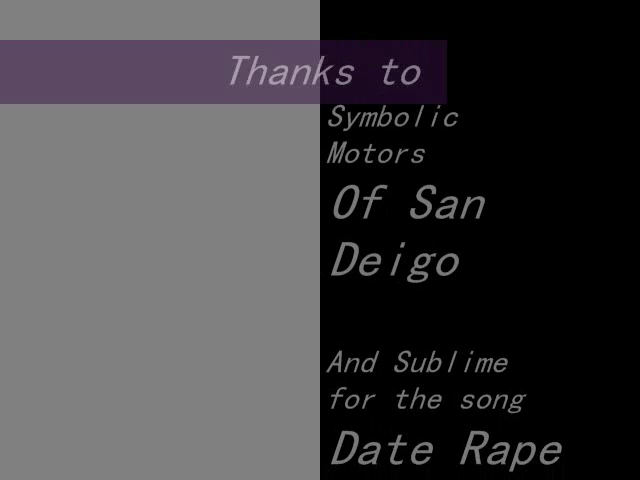 Thanks to
Symbolic
Motors
Of San
Deigo
And Sublime
for the song
Date Rape